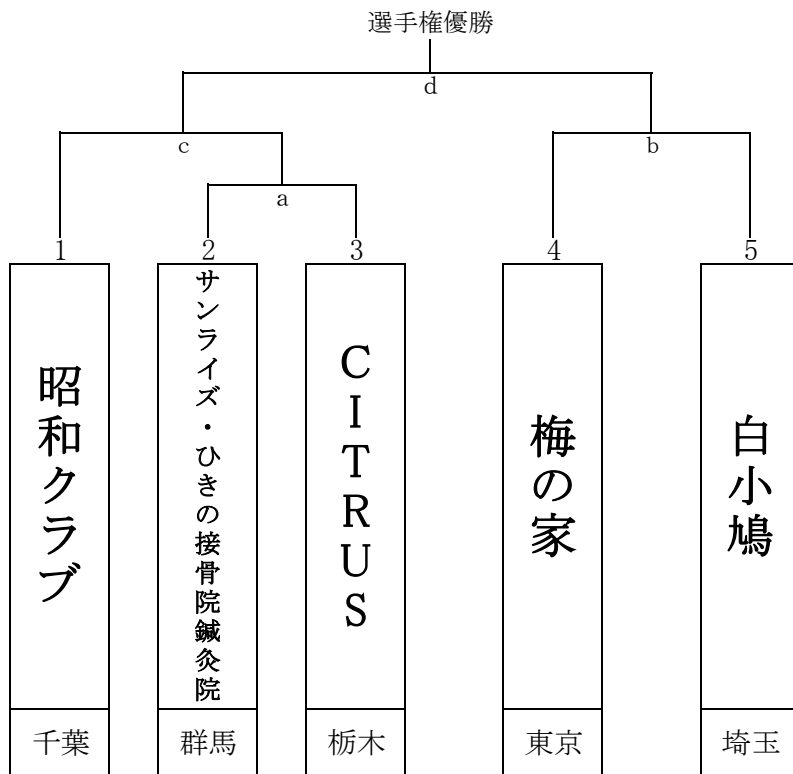 選手権優勝
d
c
b
a
1
2
3
4
5
昭和クラブ
サンライズ・ひきの接骨院鍼灸院
CITRUS
梅の家
白小鳩
千葉
群馬
栃木
東京
埼玉